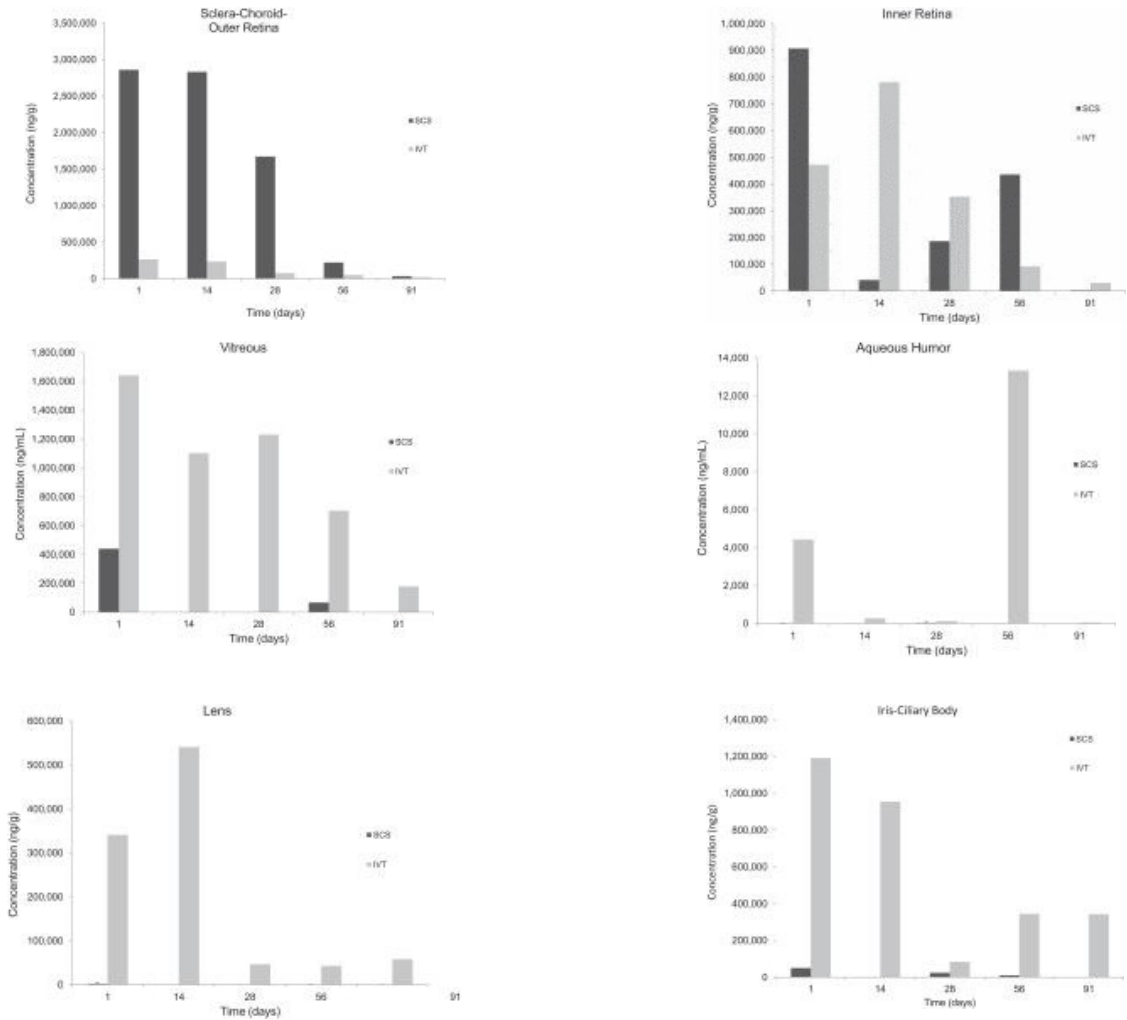 Sclera-Choroid-
Outer Retina
Concentration (ng/g)
3,500,000
3,000,000
2,500,000
2,000,000
1,500,000
1,000,000
500,000
0
1 14 28 56 91
Time (days)
SCS
IVT
Inner Retina
Concentration (ng/g)
1,000,000
900,000
800,000
700,000
600,000
500,000
400,000
300,000
200,000
100,000
0
1 14 28 56 91
Time (days)
SCS
IVT
Vitreous
Concentration (ng/mL)
1,800,000
1,600,000
1,400,000
1,200,000
1,000,000
800,000
600,000
400,000
200,000
0
1 14 28 56 91
Time (days)
SCS
IVT
Aqueous Humor
Concentration (ng/mL)
14,000
12,000
10,000
8,000
6,000
4,000
2,000
0
1 14 28 56 91
Time (days)
SCS
IVT
Lens
Concentration (ng/g)
600,000
500,000
400,000
300,000
200,000
100,000
0
1 14 28 56 91
Time (days)
SCS
IVT
Iris-Ciliary Body
Concentration (ng/g)
1,400,000
1,200,000
1,000,000
800,000
600,000
400,000
200,000
0
1 14 28 56 91
Time (days)
SCS
IVT